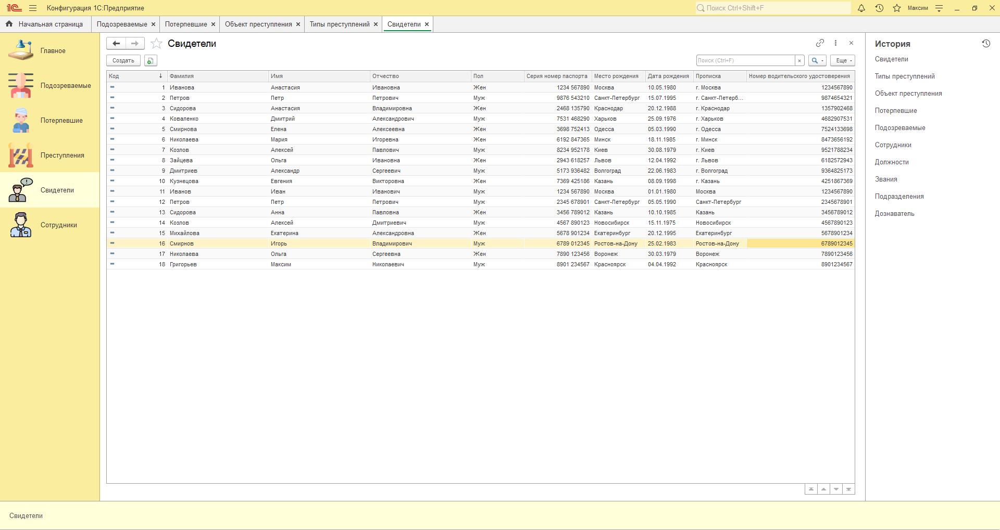 1С Конфигурация 1С:Предприятие Поиск Ctrl+Shift+F Максим
Начальная страница Подозреваемые Потерпевшие Объект преступления Типы преступлений Свидетели
Главное
Подозреваемые
Потерпевшие
Преступления
Свидетели
Сотрудники
Свидетели
Создать Поиск (Ctrl+F) Еще
Код Фамилия Имя Отчество Пол Серия номер паспорта Место рождения Дата рождения Прописка Номер водительского удостоверения
1 Иванова Анастасия Ивановна Жен 1234 567890 Москва 10.05.1980 г. Москва 1234567890
2 Петров Петр Петрович Муж 9876 543210 Санкт-Петербург 15.07.1995 г. Санкт-Петерб... 9874654321
3 Сидорова Анастасия Владимировна Жен 2468 135790 Краснодар 20.12.1988 г. Краснодар 1357902468
4 Коваленко Дмитрий Александрович Муж 7531 468290 Харьков 25.09.1976 г. Харьков 4682907531
5 Смирнова Елена Алексеевна Жен 3698 752413 Одесса 05.03.1990 г. Одесса 7524133698
6 Николаева Мария Игоревна Жен 6192 847365 Минск 18.11.1985 г. Минск 8473656192
7 Козлов Алексей Павлович Муж 8234 952178 Киев 30.08.1979 г. Киев 9521788234
8 Зайцева Ольга Ивановна Жен 2943 618257 Львов 12.04.1992 г. Львов 6182572943
9 Дмитриев Александр Сергеевич Муж 5173 936482 Волгоград 22.06.1983 г. Волгоград 9364825173
10 Кузнецова Евгения Викторовна Жен 7369 425186 Казань 08.09.1998 г. Казань 4251867369
11 Иванов Иван Иванович Муж 1234 567890 Москва 01.01.1980 Москва 1234567890
12 Петров Петр Петрович Муж 2345 678901 Санкт-Петербург 05.05.1990 Санкт-Петербург 2345678901
13 Сидорова Анна Павловна Жен 3456 789012 Казань 10.10.1985 Казань 3456789012
14 Козлов Алексей Дмитриевич Муж 4567 890123 Новосибирск 15.11.1975 Новосибирск 4567890123
15 Михайлова Екатерина Александровна Жен 5678 901234 Екатеринбург 20.12.1995 Екатеринбург 5678901234
16 Смирнов Игорь Владимирович Муж 6789 012345 Ростов-на-Дону 25.02.1983 Ростов-на-Дону 6789012345
17 Николаева Ольга Сергеевна Жен 7890 123456 Воронеж 30.03.1979 Воронеж 7890123456
18 Григорьев Максим Николаевич Муж 8901 234567 Красноярск 04.04.1992 Красноярск 8901234567
История
Свидетели
Типы преступлений
Объект преступления
Потерпевшие
Подозреваемые
Сотрудники
Должности
Звания
Подразделения
Дознаватель
Свидетели